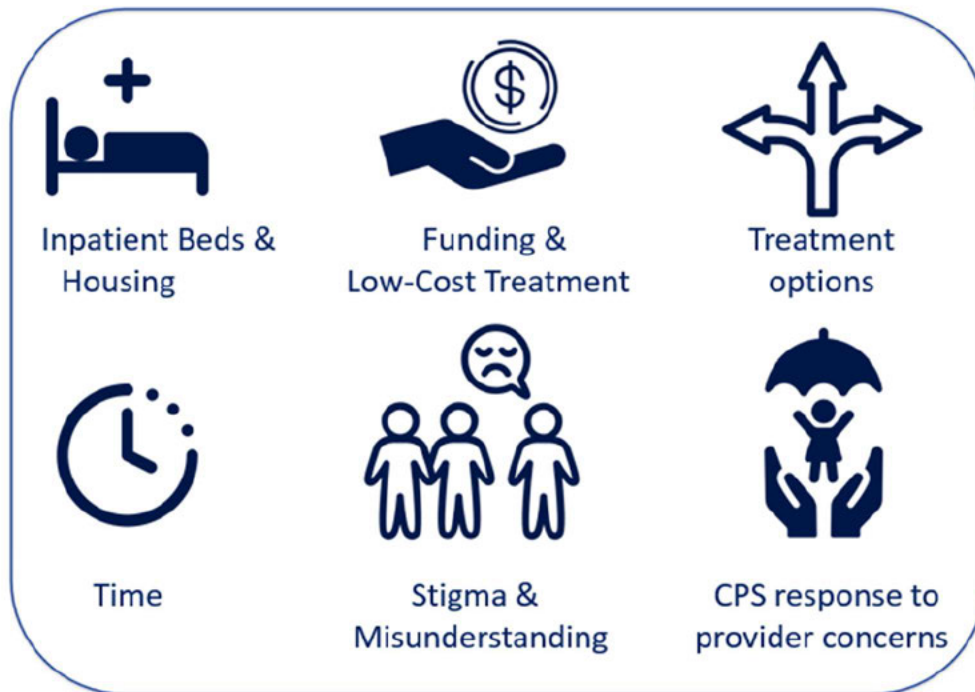 $
Inpatient Beds &
Housing
Funding &
Low-Cost Treatment
Treatment
options
Time
Stigma &
Misunderstanding
CPS response to
provider concerns